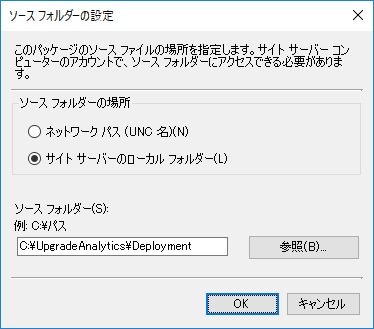 ソース フォルダーの設定
このパッケージのソース ファイルの場所を指定します。サイト サーバー コン
ピューターのアカウントで、ソース フォルダーにアクセスできる必要がありま
す。
ソース フォルダーの場所
ネットワーク パス (UNC 名)(N)
サイト サーバーのローカル フォルダー(L)
ソース フォルダー(S):
例: C:¥パス
C:¥UpgradeAnalytics¥Deployment
参照(B)...
OK
キャンセル